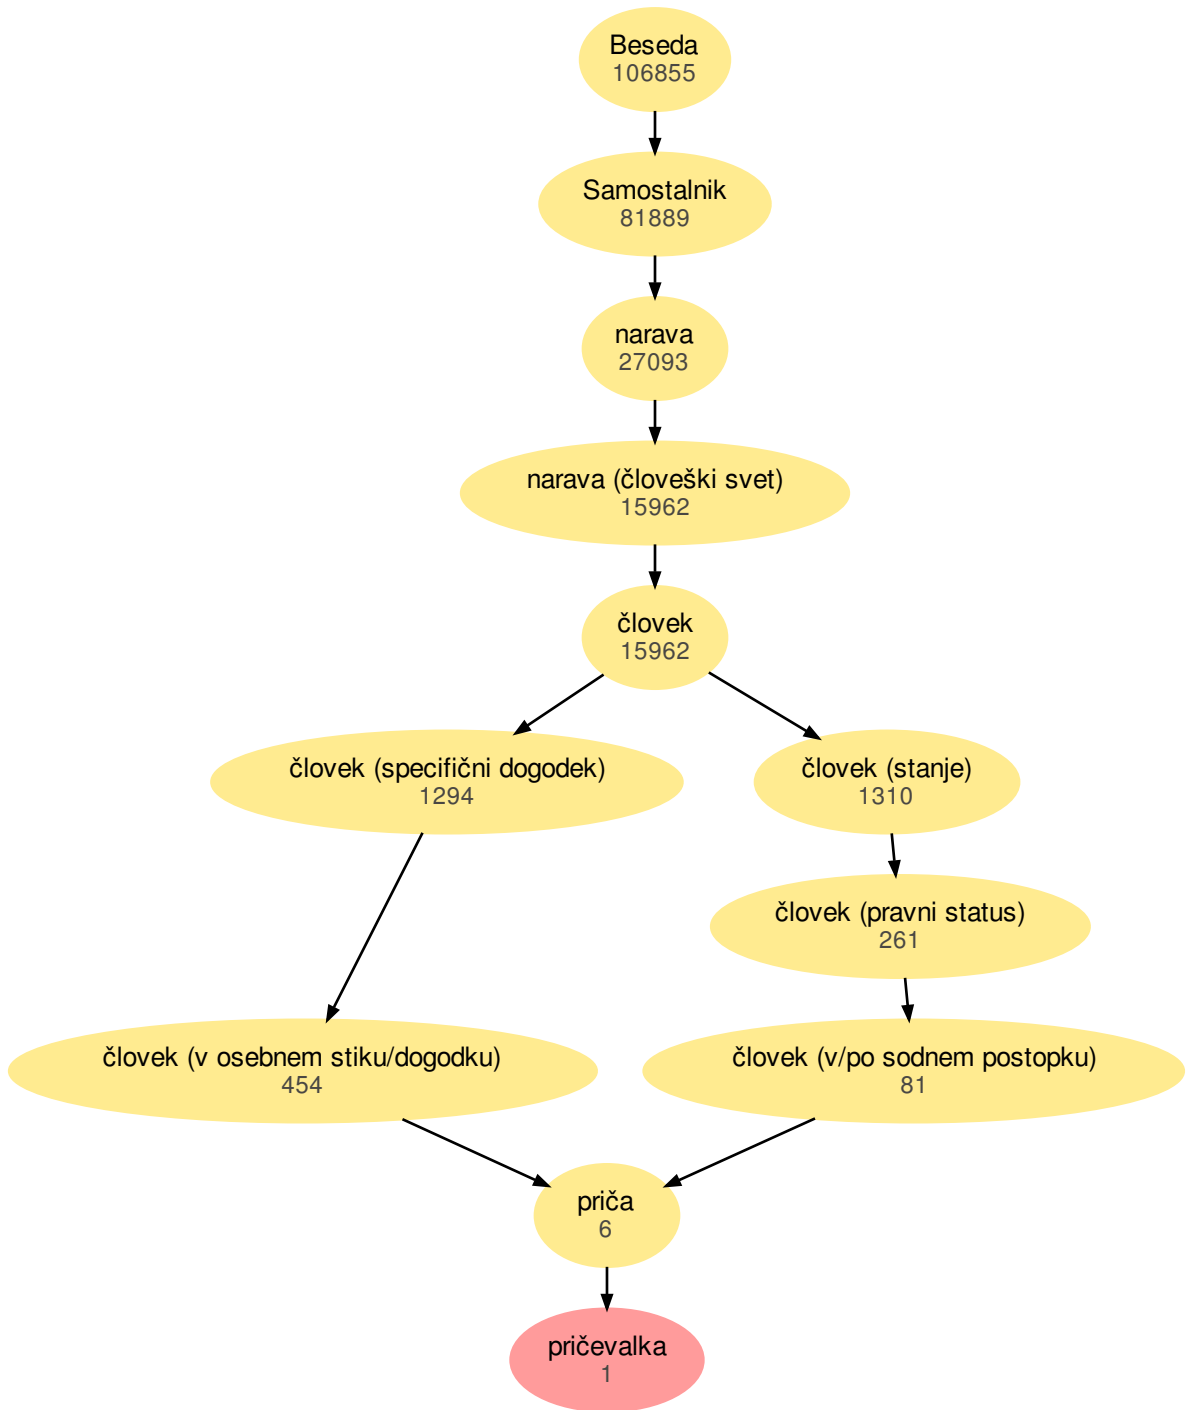 Beseda
106855
Samostalnik
81889
narava
27093
narava (človeški svet)
15962
človek
15962
človek (specifični dogodek)
1294
človek (stanje)
1310
človek (pravni status)
261
človek (v osebnem stiku/dogodku)
454
človek (v/po sodnem postopku)
81
priča
6
pričevalka
1